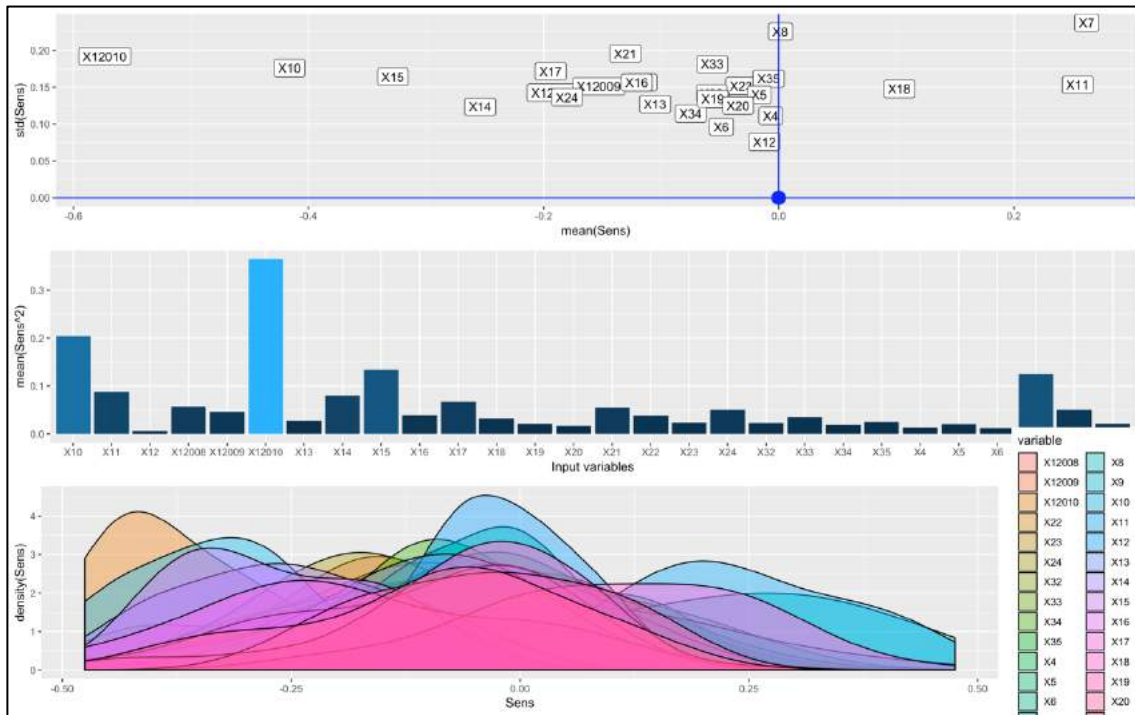 X7
X8
X21
X12010
X33
X10
X17
X15
X35
X16
X23
X12009
X11
X18
X5
X24
X19
X14
X13
X20
X34
X4
X6
X12
0.20
0.15
0.10
0.05
0.00
std(Sens)
-0.6 -0.4 -0.2 0.0 0.2
mean(Sens)
0.3
0.2
0.1
0.0
mean(Sens^2)
X10 X11 X12 X12008 X12009 X12010 X13 X14 X15 X16 X17 X18 X19 X20 X21 X22 X23 X24 X32 X33 X34 X35 X4 X5 X6
Input variables
variable
X12008 X8
X12009 X9
X12010 X10
X22 X11
X23 X12
X24 X13
X32 X14
X33 X15
X34 X16
X35 X17
X4 X18
X5 X19
X6 X20
4
3
2
1
0
density(Sens)
-0.50 -0.25 0.00 0.25 0.50
Sens